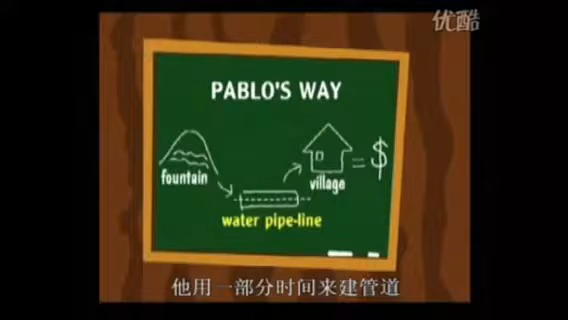 优酷
PABLO'S WAY
fountain
village
= $
water pipe-line
他用一部分时间来建管道